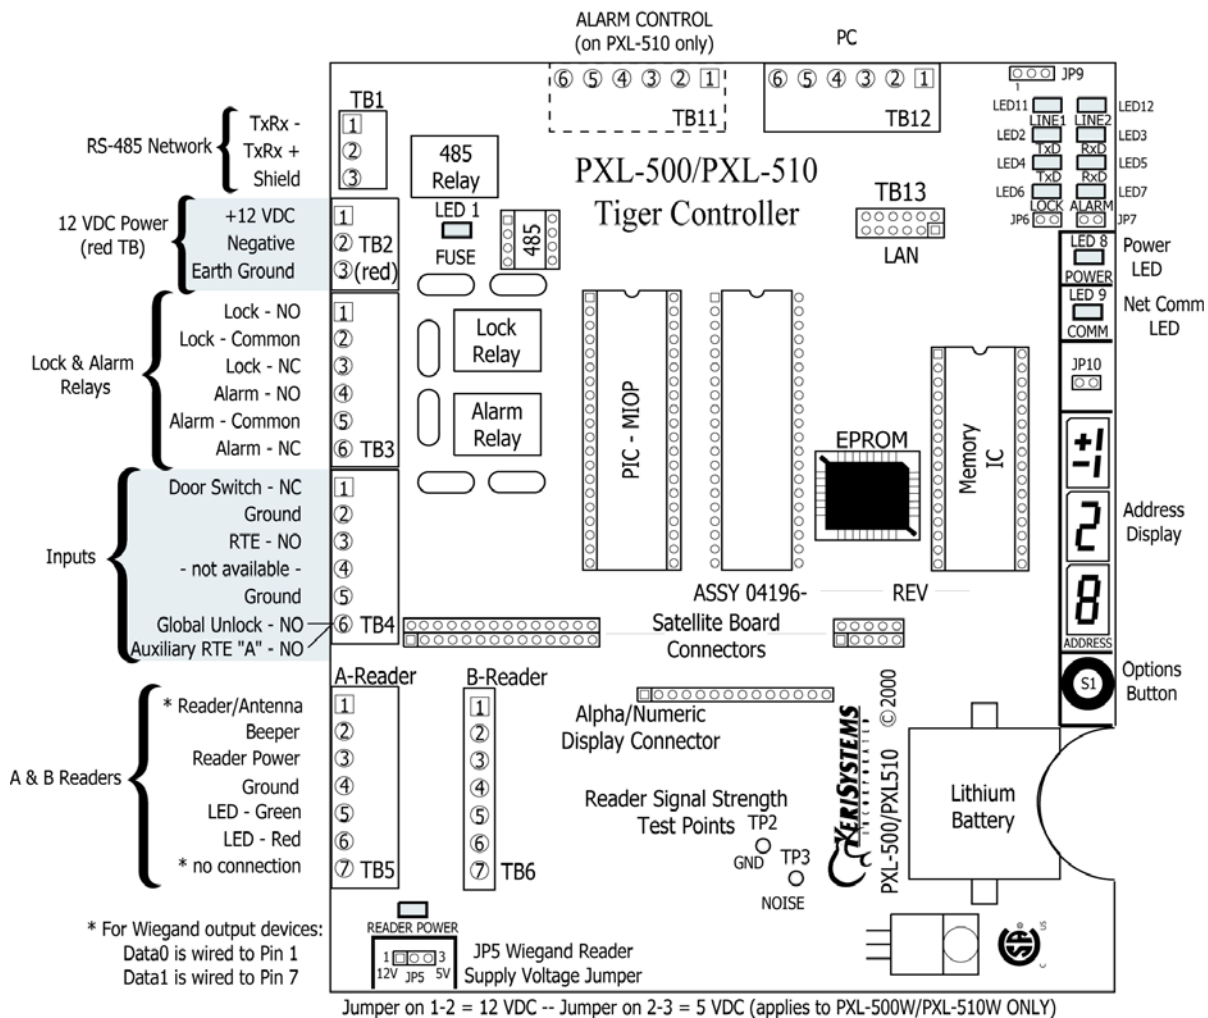 ALARM CONTROL
(on PXL-510 only)
PC
6 5 4 3 2 1
TB11
6 5 4 3 2 1
TB12
JP9
1
LED11
LINE1
LINE2
LED12
LED2
TxD
RxD
LED3
LED4
TxD
RxD
LED5
LED6
LOCK
ALARM
LED7
JP6
JP7
LED 8
POWER
Power
LED
LED 9
COMM
Net Comm
LED
JP10
+1
-1
2
8
ADDRESS
Address
Display
S1
Options
Button
RS-485 Network
TxRx -
TxRx +
Shield
TB1
1
2
3
485
Relay
PXL-500/PXL-510
Tiger Controller
TB13
LAN
12 VDC Power
(red TB)
+12 VDC
Negative
Earth Ground
1
2 TB2
3 (red)
LED 1
FUSE
485
Lock & Alarm
Relays
Lock - NO
Lock - Common
Lock - NC
Alarm - NO
Alarm - Common
Alarm - NC
1
2
3
4
5
6 TB3
Lock
Relay
Alarm
Relay
PIC - MIOP
EPROM
Memory
IC
Inputs
Door Switch - NC
Ground
RTE - NO
- not available -
Ground
Global Unlock - NO
Auxiliary RTE "A" - NO
1
2
3
4
5
6 TB4
ASSY 04196-
REV
Satellite Board
Connectors
A & B Readers
* Reader/Antenna
Beeper
Reader Power
Ground
LED - Green
LED - Red
* no connection
A-Reader
1
2
3
4
5
6
7 TB5
B-Reader
1
2
3
4
5
6
7 TB6
Alpha/Numeric
Display Connector
Reader Signal Strength
Test Points
TP2
GND
TP3
NOISE
VERISYSTEMS
INCORPORATED
PXL-500/PXL510 © 2000
Lithium
Battery
SA
®
US
C
* For Wiegand output devices:
Data0 is wired to Pin 1
Data1 is wired to Pin 7
READER POWER
1 3
12V JP5 5V
JP5 Wiegand Reader
Supply Voltage Jumper
Jumper on 1-2 = 12 VDC -- Jumper on 2-3 = 5 VDC (applies to PXL-500W/PXL-510W ONLY)